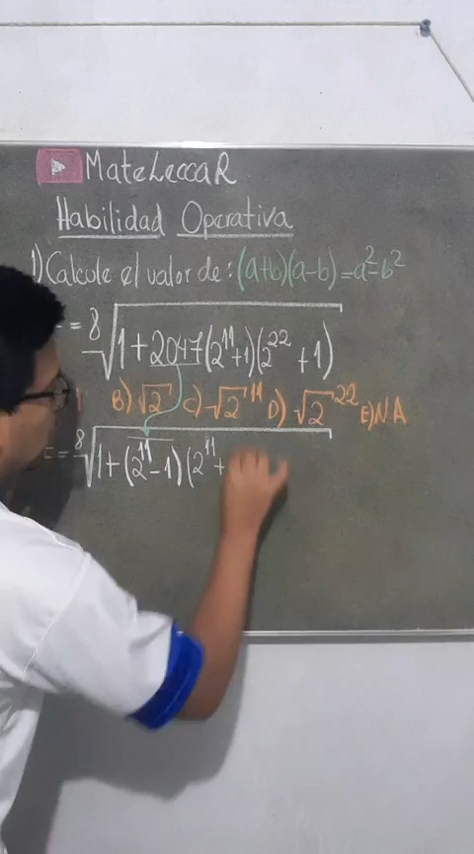 MateLeccaR
Habilidad Operativa
1) Calcule el valor de: (a+b)(a-b)=a²-b²
= ⁸√(1+2047(2¹¹+1)(2²²+1))
B) √2 C) √2¹¹ D) √2²² E) N.A
E = ⁸√(1+(2¹¹-1)(2¹¹+